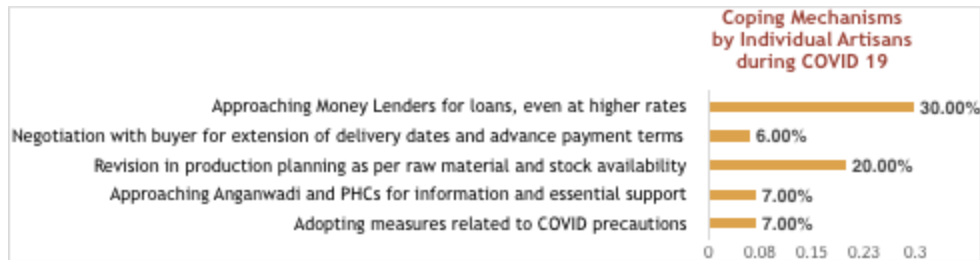 Coping Mechanisms
by Individual Artisans
during COVID 19
Approaching Money Lenders for loans, even at higher rates 30.00%
Negotiation with buyer for extension of delivery dates and advance payment terms 6.00%
Revision in production planning as per raw material and stock availability 20.00%
Approaching Anganwadi and PHCs for information and essential support 7.00%
Adopting measures related to COVID precautions 7.00%
0 0.08 0.15 0.23 0.3